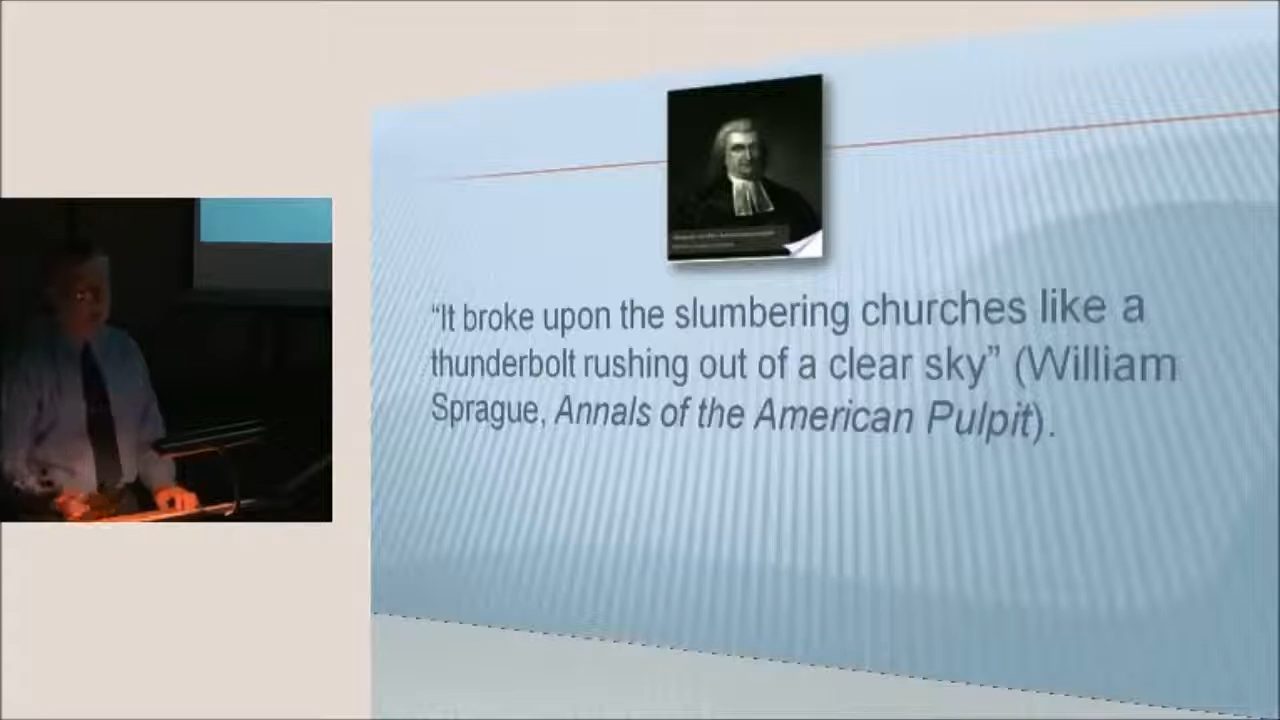 “It broke upon the slumbering churches like a
thunderbolt rushing out of a clear sky” (William
Sprague, Annals of the American Pulpit).